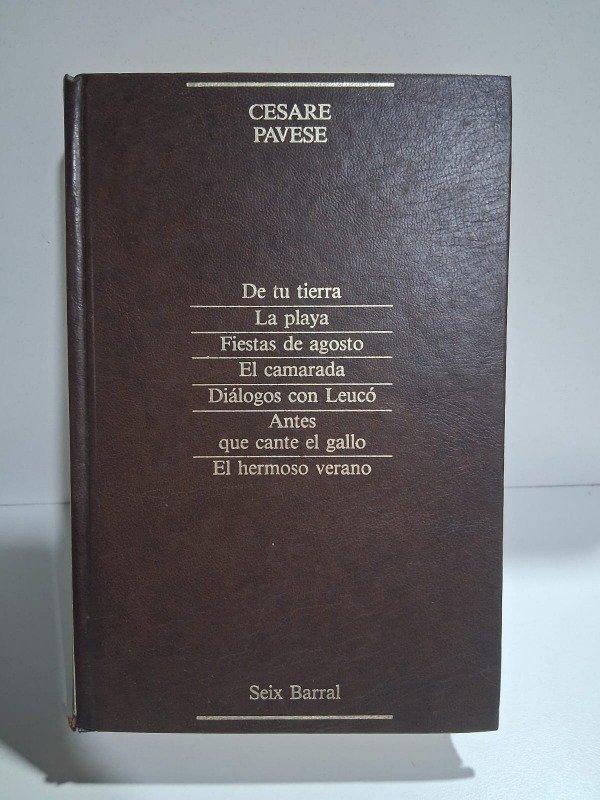 CESARE
PAVESE
De tu tierra
La playa
Fiestas de agosto
El camarada
Diálogos con Leucó
Antes
que cante el gallo
El hermoso verano
Seix Barral